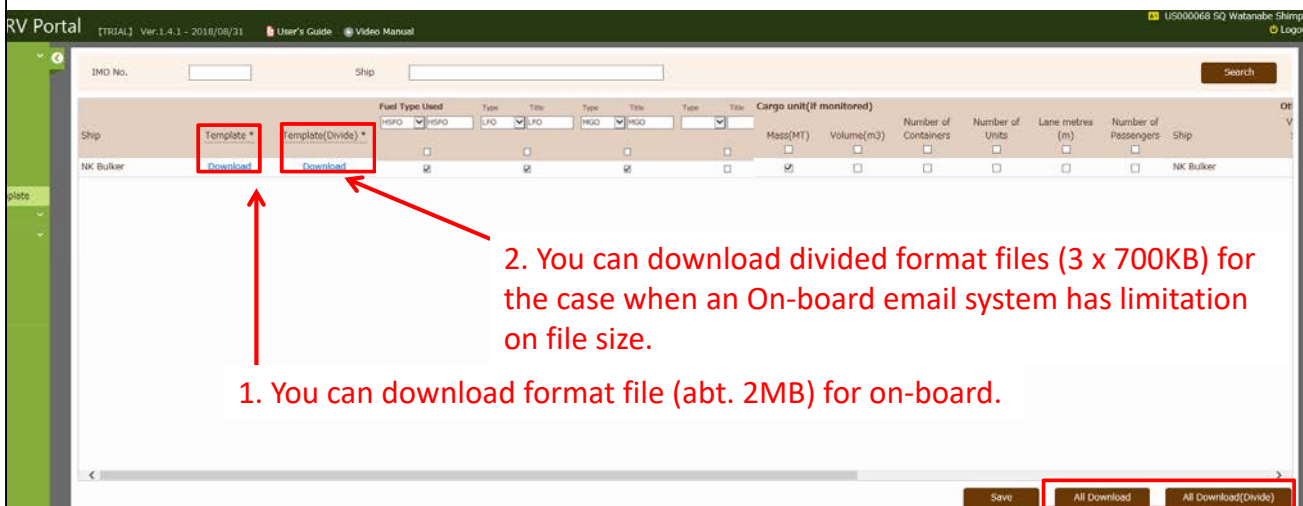 RV Portal [TRIAL] Ver.1.4.1 - 2018/08/31 User's Guide Video Manual
US000068 SQ Watanabe Shimp
Logou
IMO No. Ship Search
Fuel Type Used Type Title Type Title Type Title Cargo unit(if monitored) Ot
HSFO HSFO LFO LFO MGO MGO
Ship Template * Template(Divide) * Mass(MT) Volume(m3) Number of Containers Number of Units Lane metres (m) Number of Passengers Ship
NK Bulker Download Download NK Bulker
plate
2. You can download divided format files (3 x 700KB) for
the case when an On-board email system has limitation
on file size.
1. You can download format file (abt. 2MB) for on-board.
Save All Download All Download(Divide)